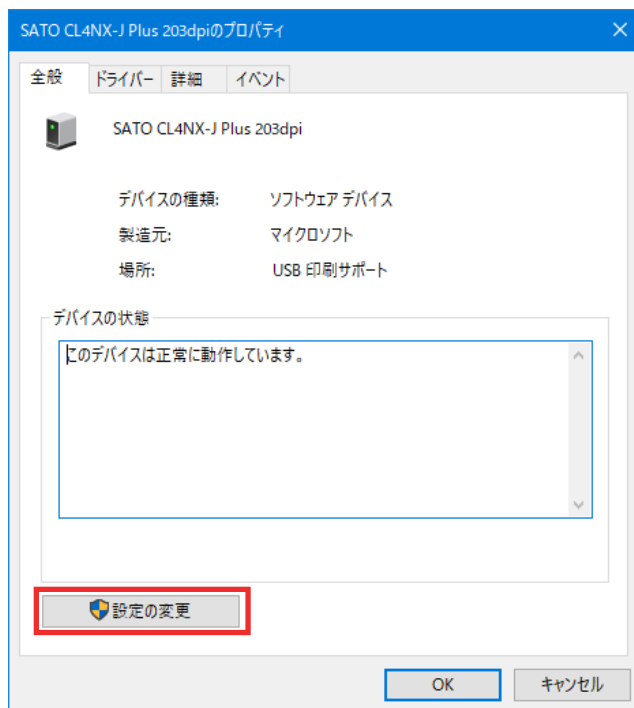 SATO CL4NX-J Plus 203dpiのプロパティ
全般 ドライバー 詳細 イベント
SATO CL4NX-J Plus 203dpi
デバイスの種類: ソフトウェア デバイス
製造元: マイクロソフト
場所: USB 印刷サポート
デバイスの状態
このデバイスは正常に動作しています。
設定の変更
OK キャンセル